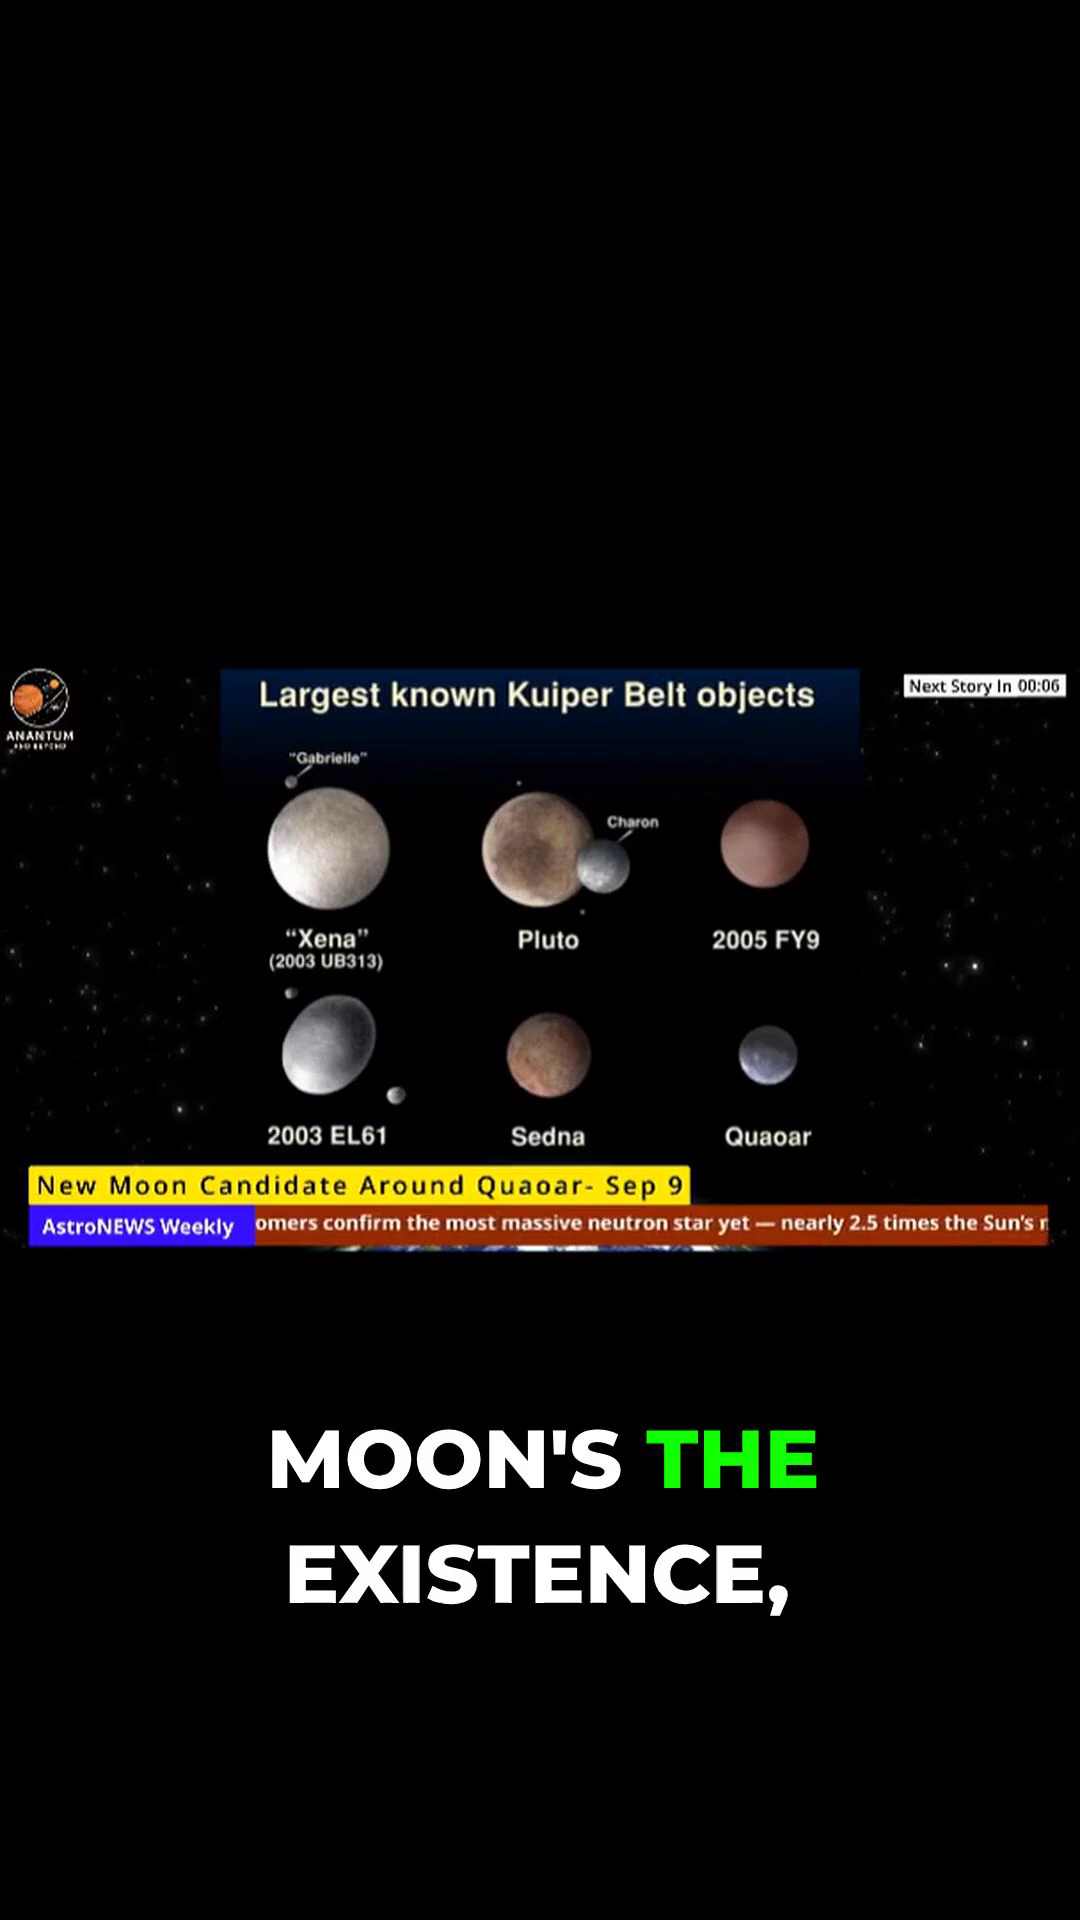 ANANTUM
AND BEYOND
Largest known Kuiper Belt objects
Next Story In 00:06
"Gabrielle"
Charon
"Xena"
(2003 UB313)
Pluto
2005 FY9
2003 EL61
Sedna
Quaoar
New Moon Candidate Around Quaoar- Sep 9
AstroNEWS Weekly
omers confirm the most massive neutron star yet — nearly 2.5 times the Sun's
MOON'S THE
EXISTENCE,